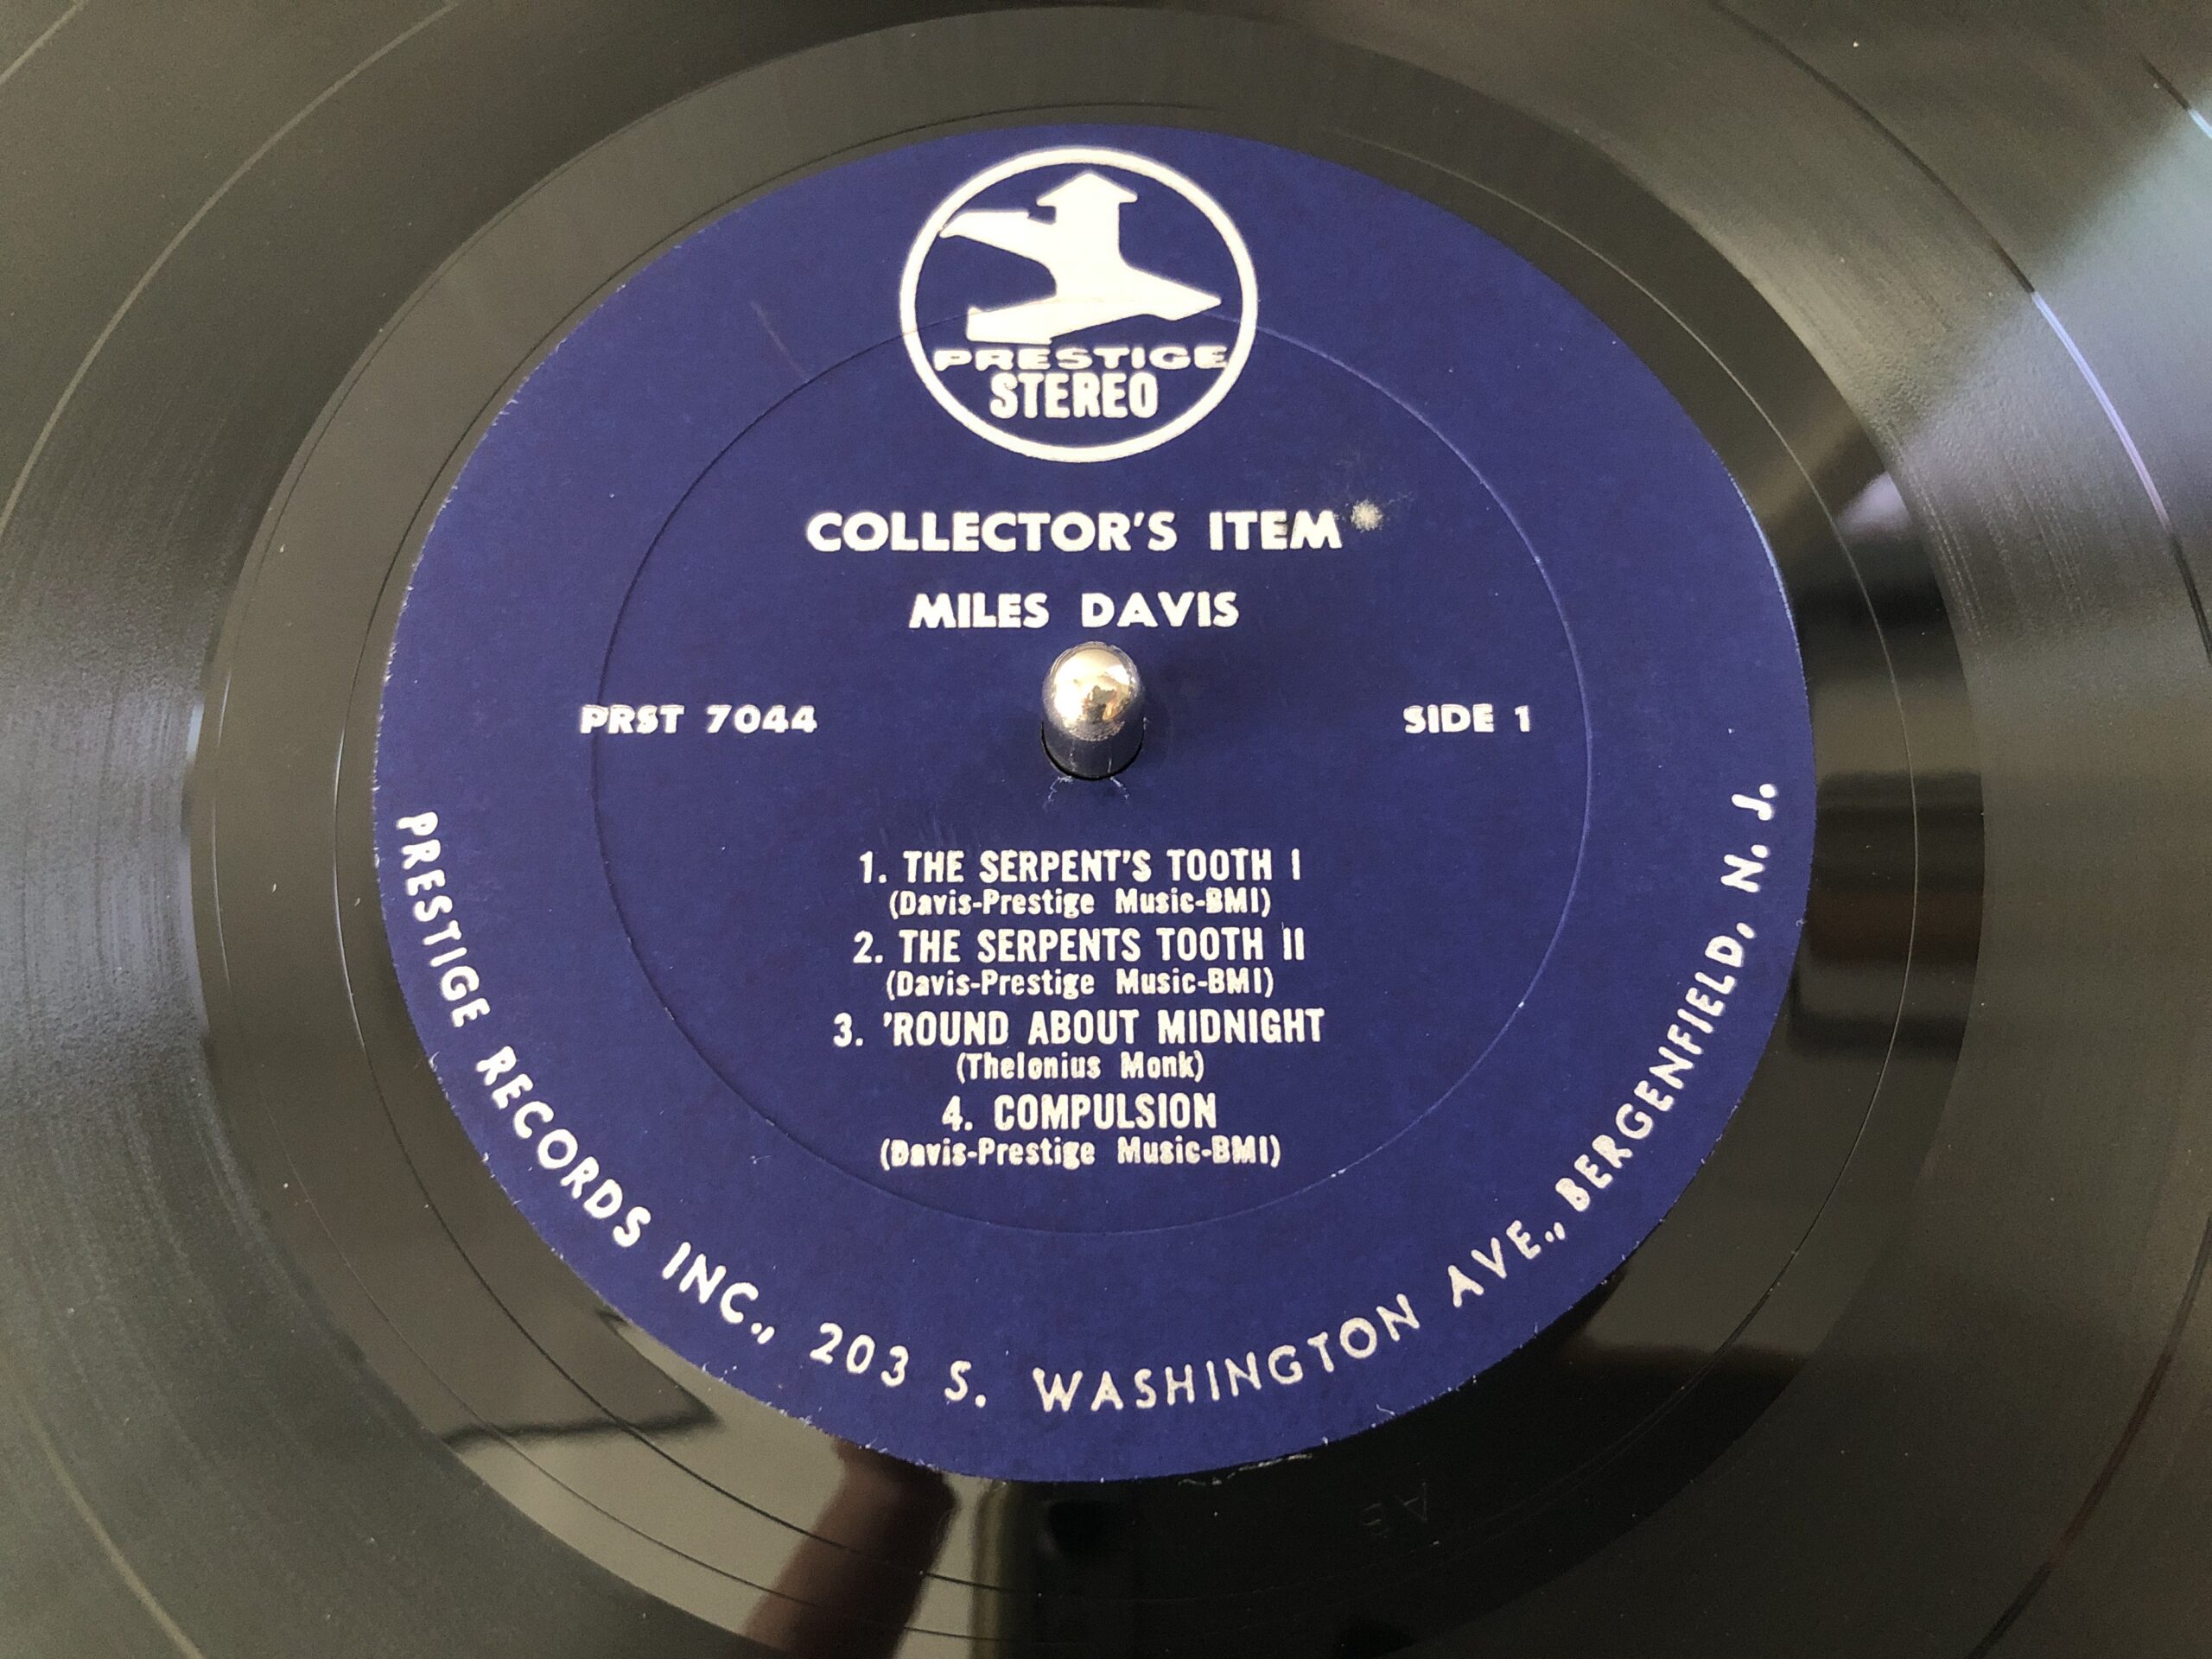 PRESTIGE
STEREO
COLLECTOR'S ITEM
MILES DAVIS
PRST 7044
SIDE 1
1. THE SERPENT'S TOOTH I
(Davis-Prestige Music-BMI)
2. THE SERPENTS TOOTH II
(Davis-Prestige Music-BMI)
3. 'ROUND ABOUT MIDNIGHT
(Thelonius Monk)
4. COMPULSION
(Davis-Prestige Music-BMI)
PRESTIGE RECORDS INC., 203 S. WASHINGTON AVE., BERGENFIELD, N. J.